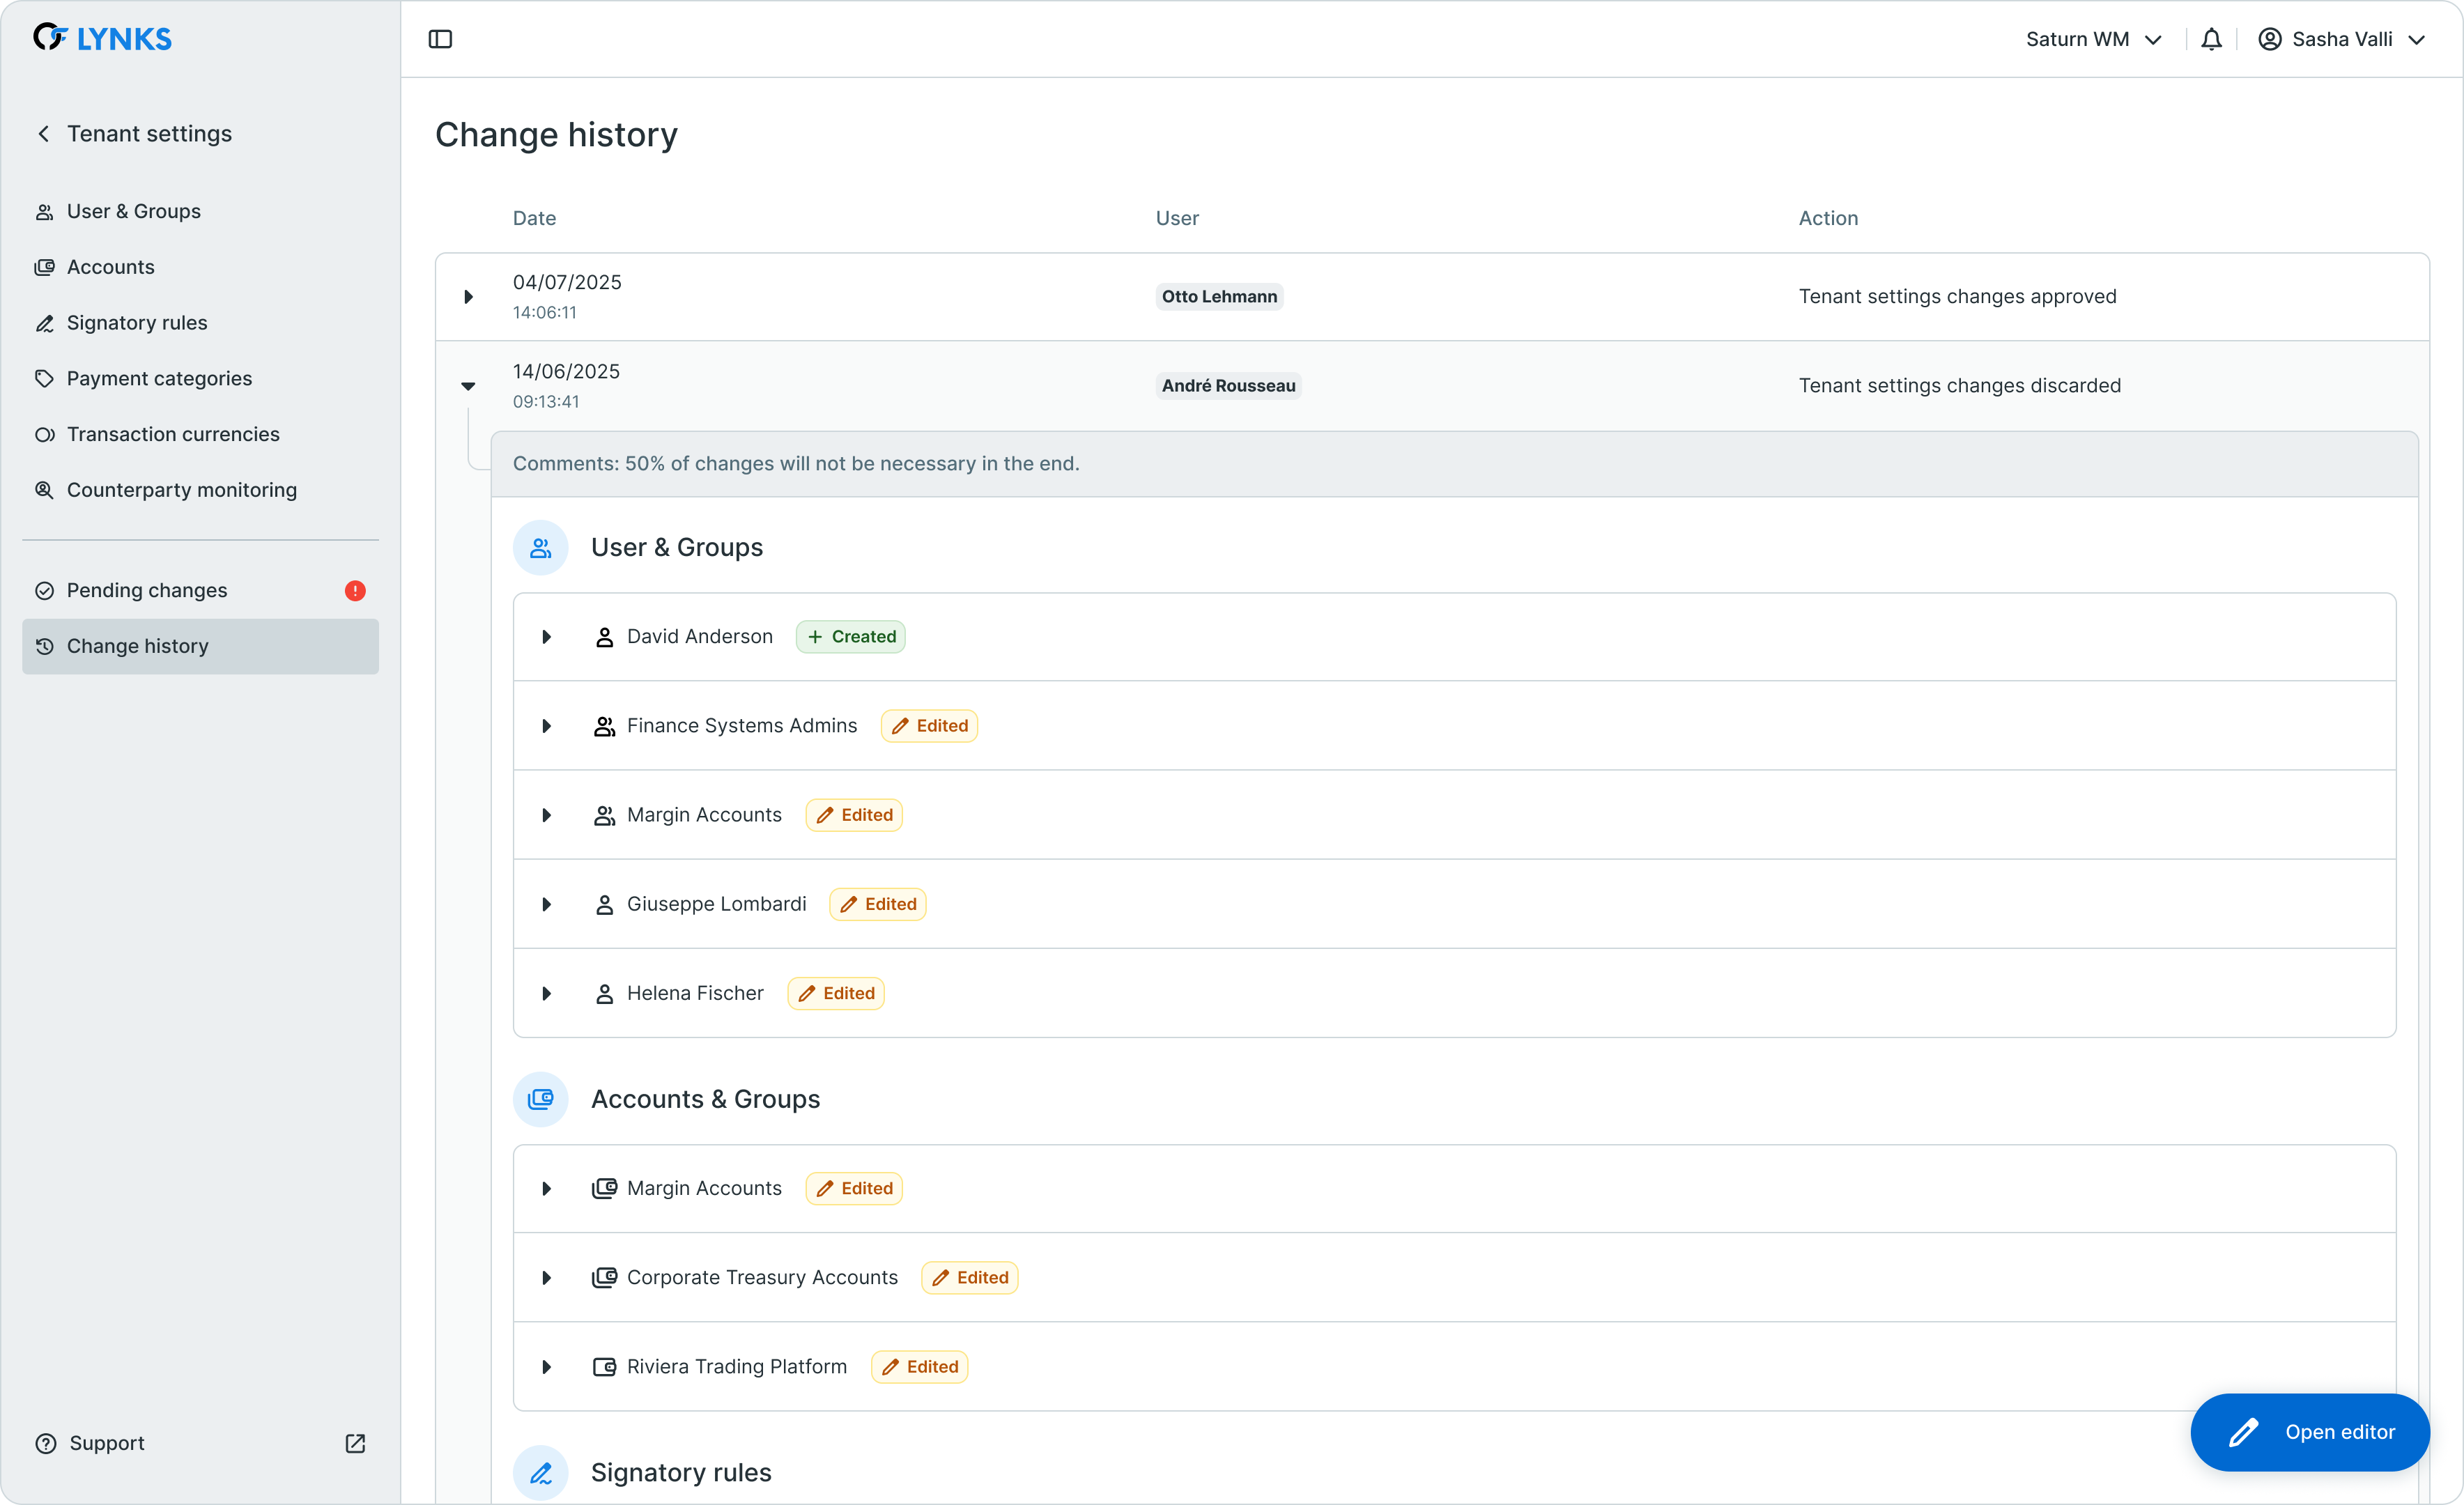 LYNKS
Saturn WM
Sasha Valli
Tenant settings
User & Groups
Accounts
Signatory rules
Payment categories
Transaction currencies
Counterparty monitoring
Pending changes
Change history
Support
Change history
Date User Action
04/07/2025
14:06:11
Otto Lehmann
Tenant settings changes approved
14/06/2025
09:13:41
André Rousseau
Tenant settings changes discarded
Comments: 50% of changes will not be necessary in the end.
User & Groups
David Anderson + Created
Finance Systems Admins Edited
Margin Accounts Edited
Giuseppe Lombardi Edited
Helena Fischer Edited
Accounts & Groups
Margin Accounts Edited
Corporate Treasury Accounts Edited
Riviera Trading Platform Edited
Signatory rules
Open editor